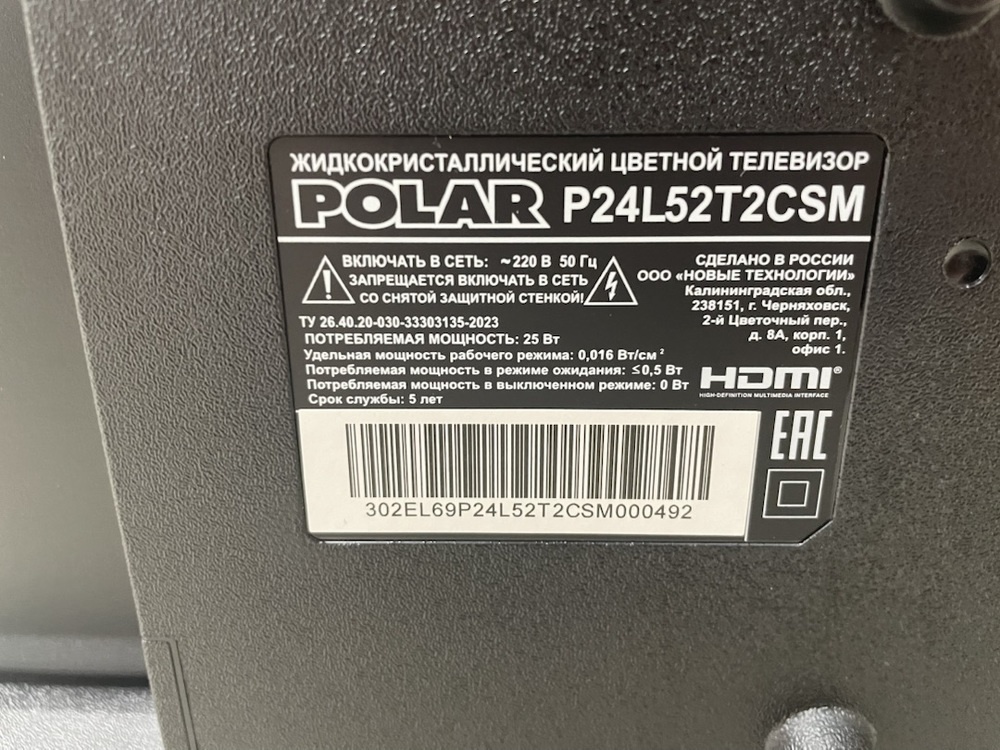 ЖИДКОКРИСТАЛЛИЧЕСКИЙ ЦВЕТНОЙ ТЕЛЕВИЗОР
POLAR P24L52T2CSM
ВКЛЮЧАТЬ В СЕТЬ: ~220 В 50 Гц
ЗАПРЕЩАЕТСЯ ВКЛЮЧАТЬ В СЕТЬ
СО СНЯТОЙ ЗАЩИТНОЙ СТЕНКОЙ!
СДЕЛАНО В РОССИИ
ООО «НОВЫЕ ТЕХНОЛОГИИ»
Калининградская обл.,
238151, г. Черняховск,
2-й Цветочный пер.,
д. 8А, корп. 1,
офис 1.
ТУ 26.40.20-030-33303135-2023
ПОТРЕБЛЯЕМАЯ МОЩНОСТЬ: 25 Вт
Удельная мощность рабочего режима: 0,016 Вт/см²
Потребляемая мощность в режиме ожидания: ≤0,5 Вт
Потребляемая мощность в выключенном режиме: 0 Вт
Срок службы: 5 лет
HDMI®
HIGH-DEFINITION MULTIMEDIA INTERFACE
EAC
302EL69P24L52T2CSM000492